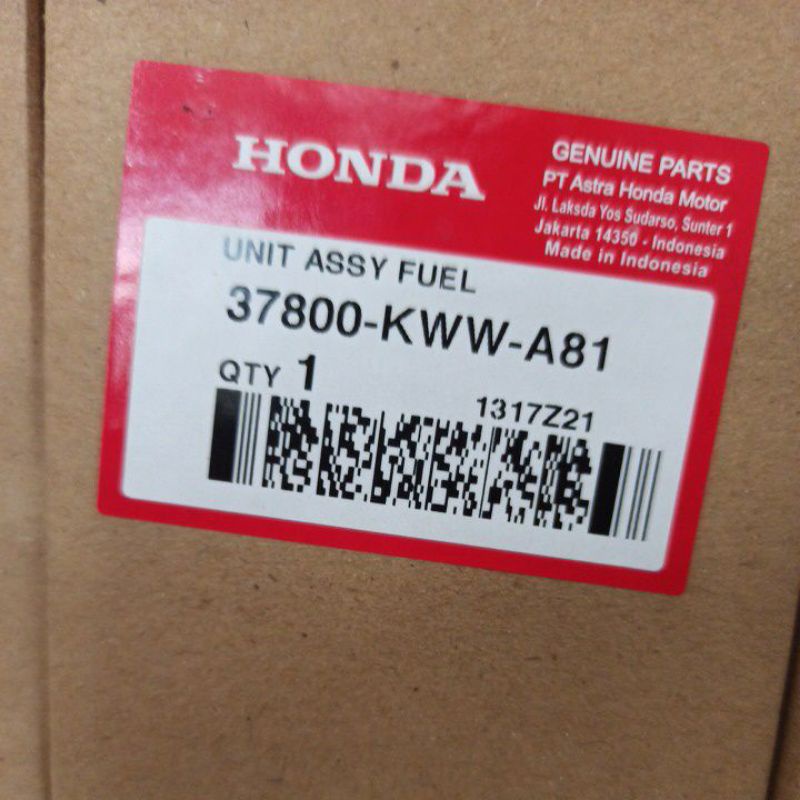 HONDA
GENUINE PARTS
PT Astra Honda Motor
Jl. Laksda Yos Sudarso, Sunter 1
Jakarta 14350 - Indonesia
Made in Indonesia
UNIT ASSY FUEL
37800-KWW-A81
QTY 1
1317Z21